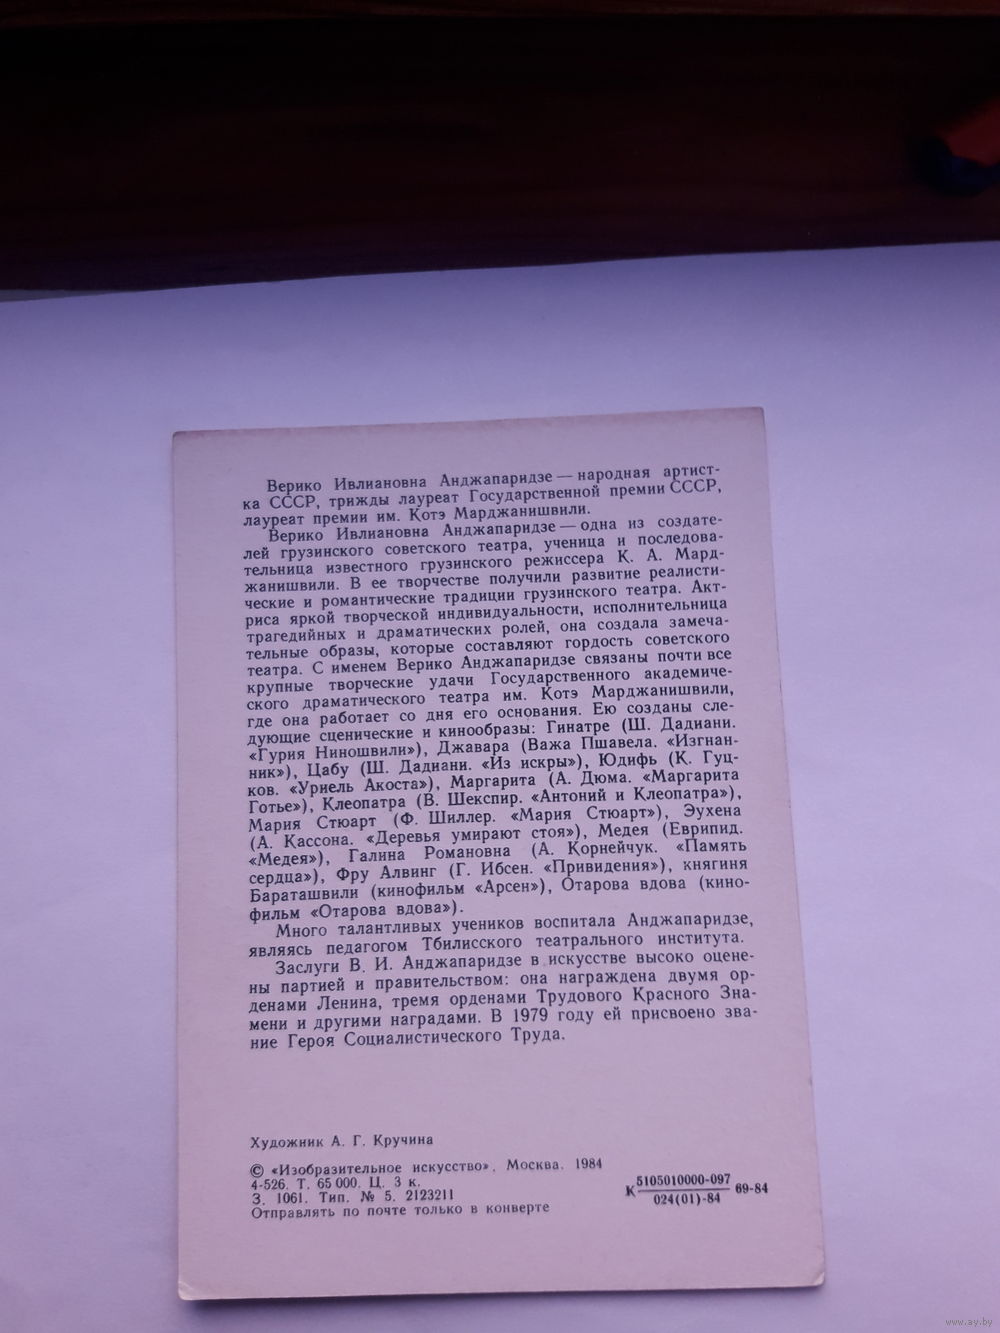 Верико Ивлиановна Анджапаридзе — народная артист-
ка СССР, трижды лауреат Государственной премии СССР,
лауреат премии им. Котэ Марджанишвили.
Верико Ивлиановна Анджапаридзе — одна из создате-
лей грузинского советского театра, ученица и последова-
тельница известного грузинского режиссера К. А. Мард-
жанишвили. В ее творчестве получили развитие реалисти-
ческие и романтические традиции грузинского театра. Акт-
риса яркой творческой индивидуальности, исполнительница
трагедийных и драматических ролей, она создала замеча-
тельные образы, которые составляют гордость советского
театра. С именем Верико Анджапаридзе связаны почти все
крупные творческие удачи Государственного академиче-
ского драматического театра им. Котэ Марджанишвили,
где она работает со дня его основания. Ею созданы сле-
дующие сценические и кинообразы: Гинатре (Ш. Дадиани.
«Гурия Ниношвили»), Джавара (Важа Пшавела. «Изгнан-
ник»), Цабу (Ш. Дадиани. «Из искры»), Юдифь (К. Гуц-
ков. «Уриель Акоста»), Маргарита (А. Дюма. «Маргарита
Готье»), Клеопатра (В. Шекспир. «Антоний и Клеопатра»),
Мария Стюарт (Ф. Шиллер. «Мария Стюарт»), Эухена
(А. Кассона. «Деревья умирают стоя»), Медея (Еврипид.
«Медея»), Галина Романовна (А. Корнейчук. «Память
сердца»), Фру Алвинг (Г. Ибсен. «Привидения»), княгиня
Бараташвили (кинофильм «Арсен»), Отарова вдова (кино-
фильм «Отарова вдова»).
Много талантливых учеников воспитала Анджапаридзе,
являясь педагогом Тбилисского театрального института.
Заслуги В. И. Анджапаридзе в искусстве высоко оцене-
ны партией и правительством: она награждена двумя ор-
денами Ленина, тремя орденами Трудового Красного Зна-
мени и другими наградами. В 1979 году ей присвоено зва-
ние Героя Социалистического Труда.
Художник А. Г. Кручина
© «Изобразительное искусство». Москва. 1984
4-526. Т. 65 000. Ц. 3 к.
З. 1061. Тип. № 5. 2123211
Отправлять по почте только в конверте
К 5105010000-097 69-84
024(01)-84
www.ay.by